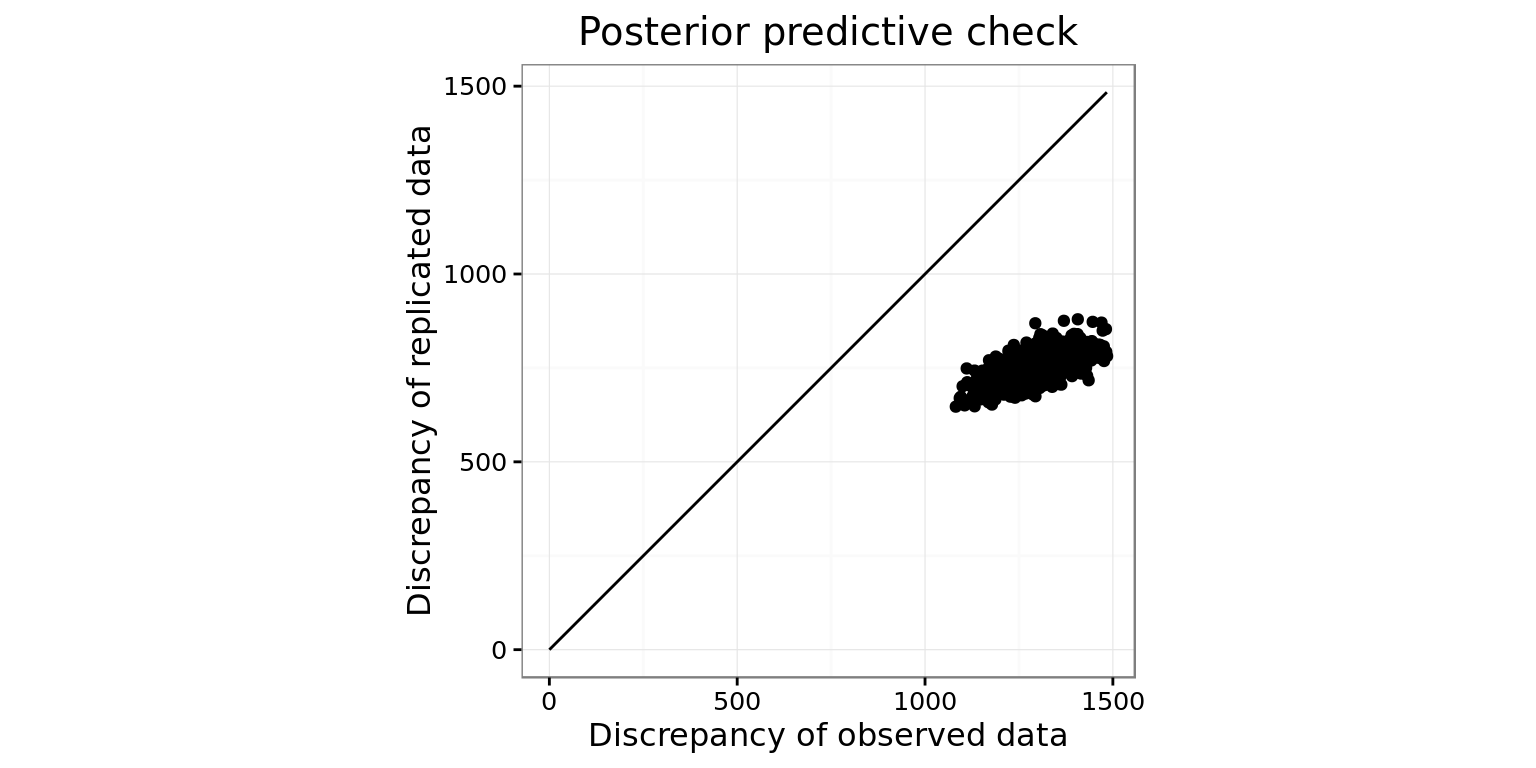 Posterior predictive check
1500
1000
500
0
Discrepancy of replicated data
0 500 1000 1500
Discrepancy of observed data